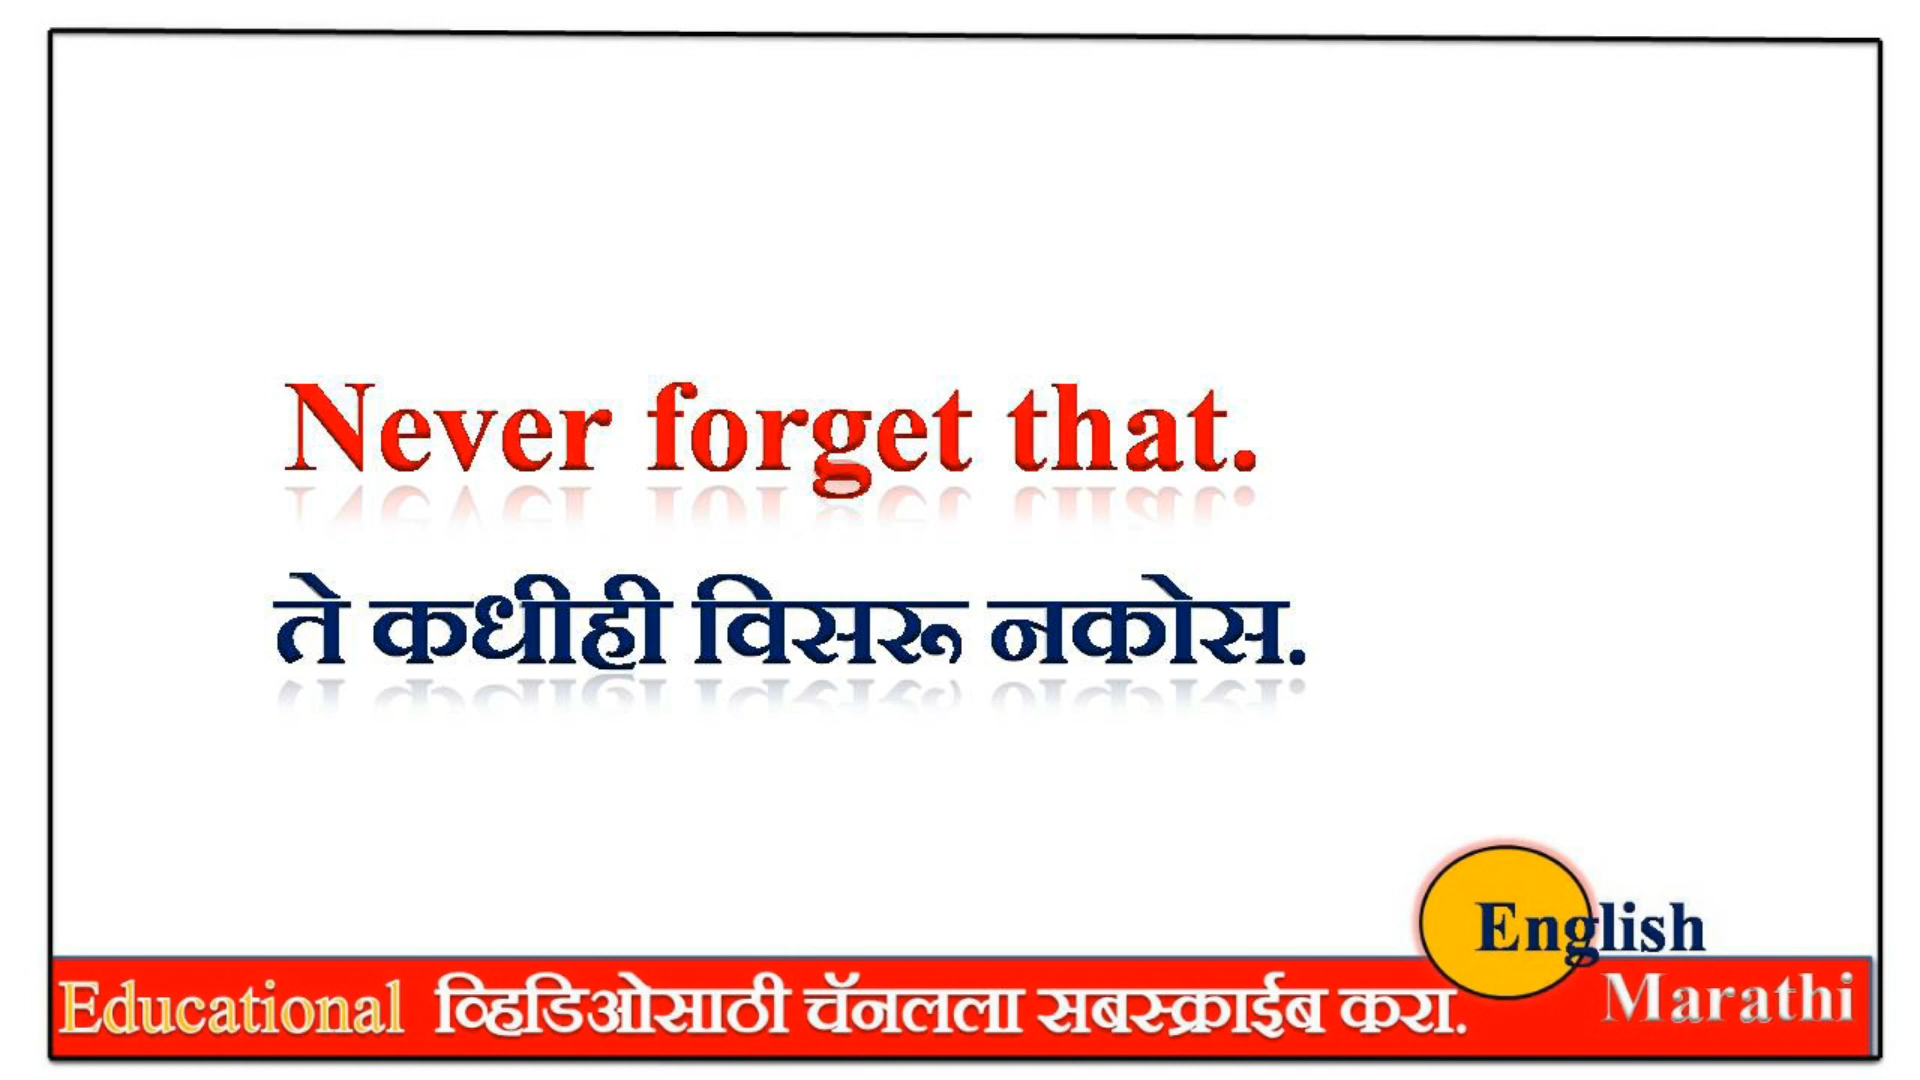 Never forget that.
ते कधीही विसरू नकोस.
English
Marathi
Educational व्हिडिओसाठी चॅनलला सबस्क्राईब करा.